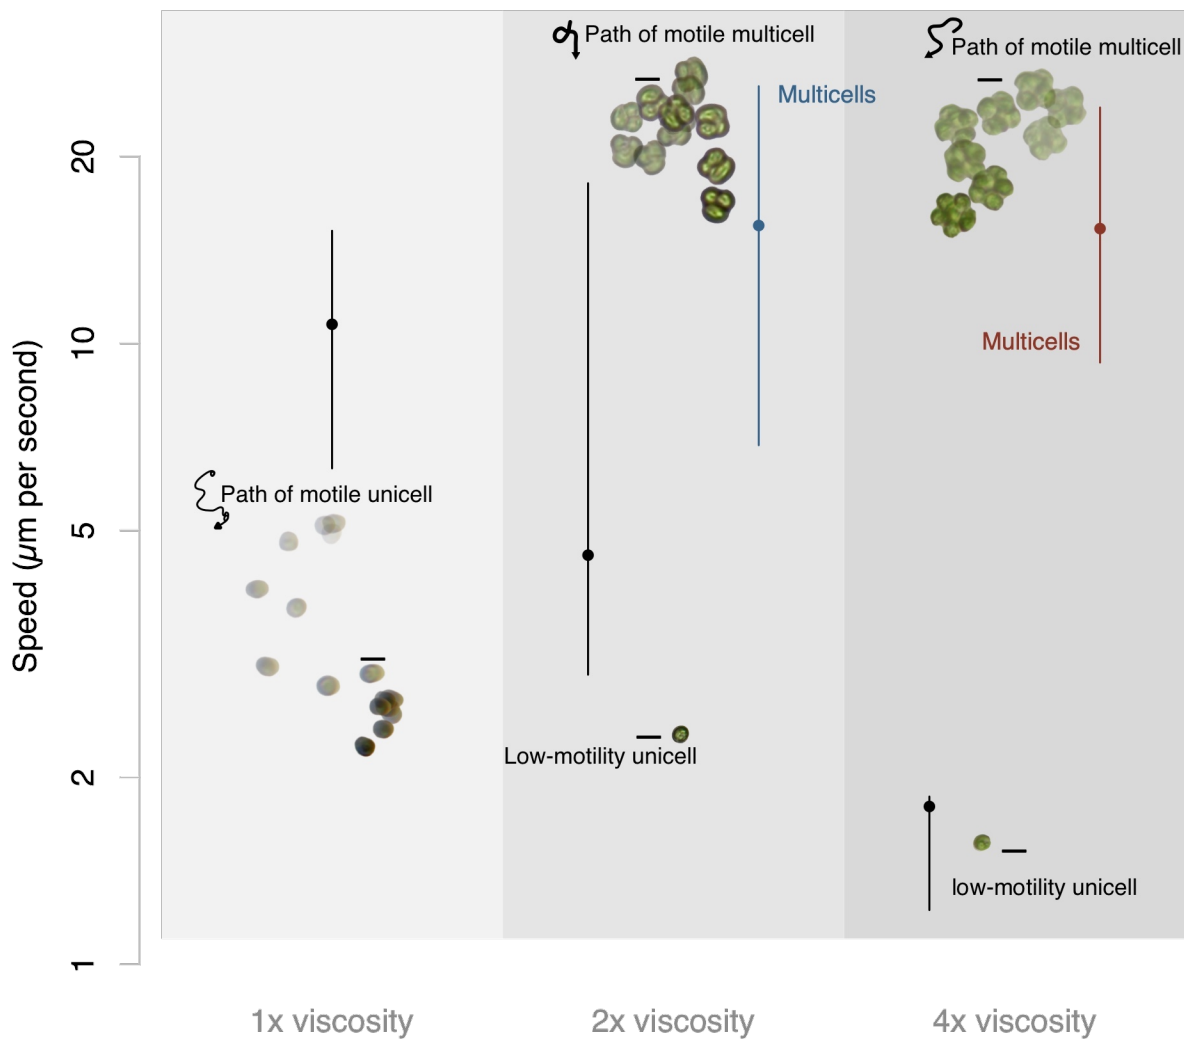 Path of motile multicell
Path of motile multicell
Multicells
20
Multicells
10
Speed (µm per second)
Path of motile unicell
5
Low-motility unicell
2
low-motility unicell
1
1x viscosity
2x viscosity
4x viscosity